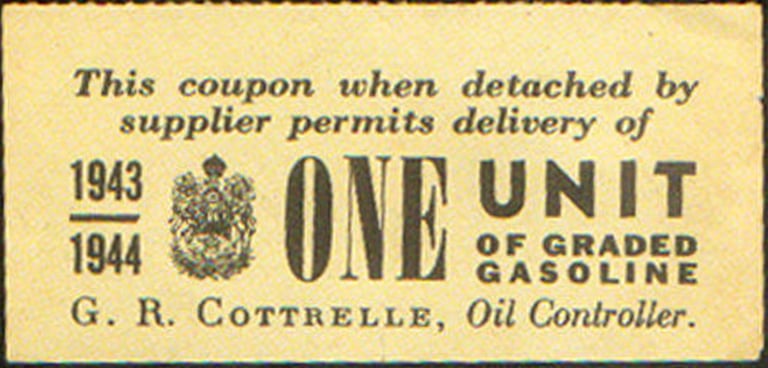 This coupon when detached by
supplier permits delivery of
1943
1944
ONE
UNIT
OF GRADED
GASOLINE
G. R. COTTRELLE, Oil Controller.